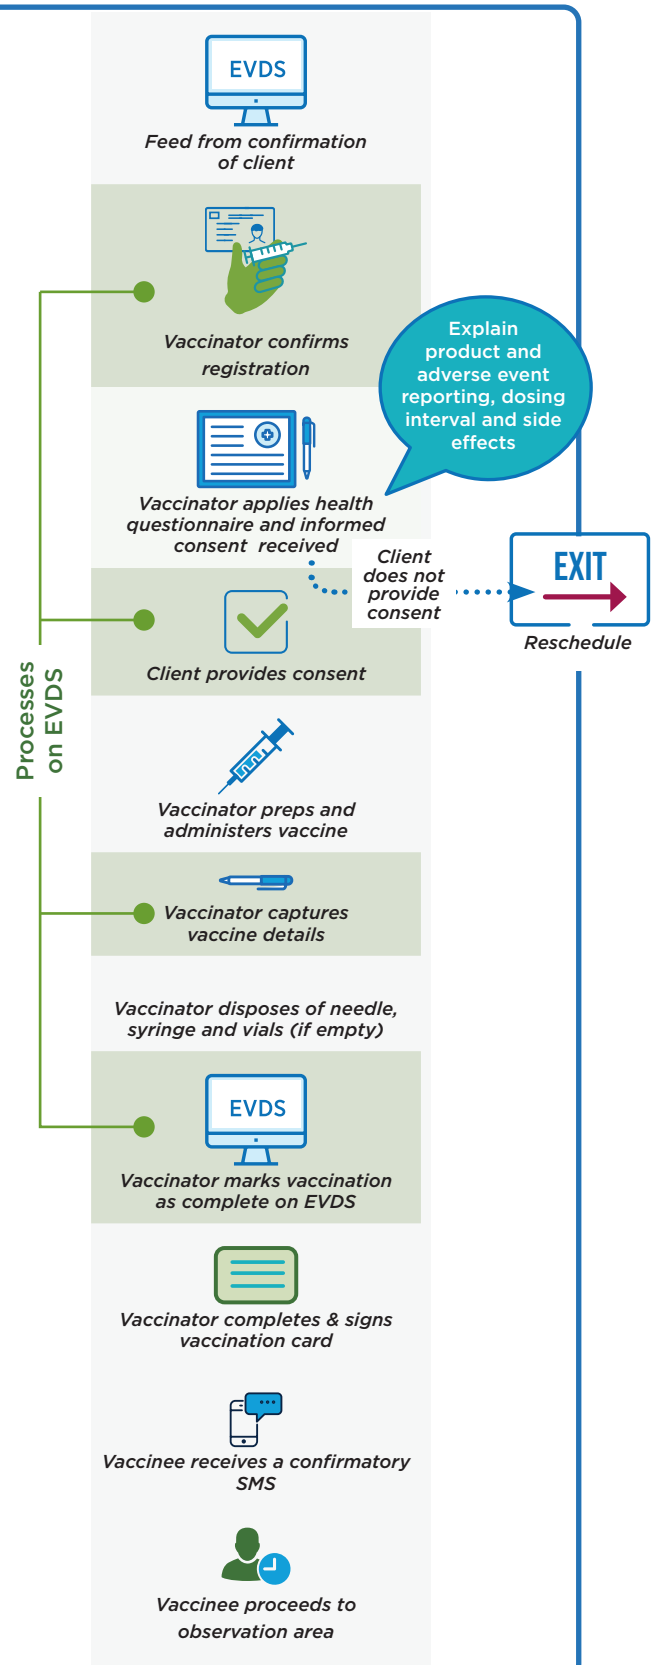 EVDS
Feed from confirmation
of client
Vaccinator confirms
registration
Explain
product and
adverse event
reporting, dosing
interval and side
effects
Vaccinator applies health
questionnaire and informed
consent received
Client
does not
provide
consent
EXIT
Reschedule
Client provides consent
Processes
on EVDS
Vaccinator preps and
administers vaccine
Vaccinator captures
vaccine details
Vaccinator disposes of needle,
syringe and vials (if empty)
EVDS
Vaccinator marks vaccination
as complete on EVDS
Vaccinator completes & signs
vaccination card
Vaccinee receives a confirmatory
SMS
Vaccinee proceeds to
observation area